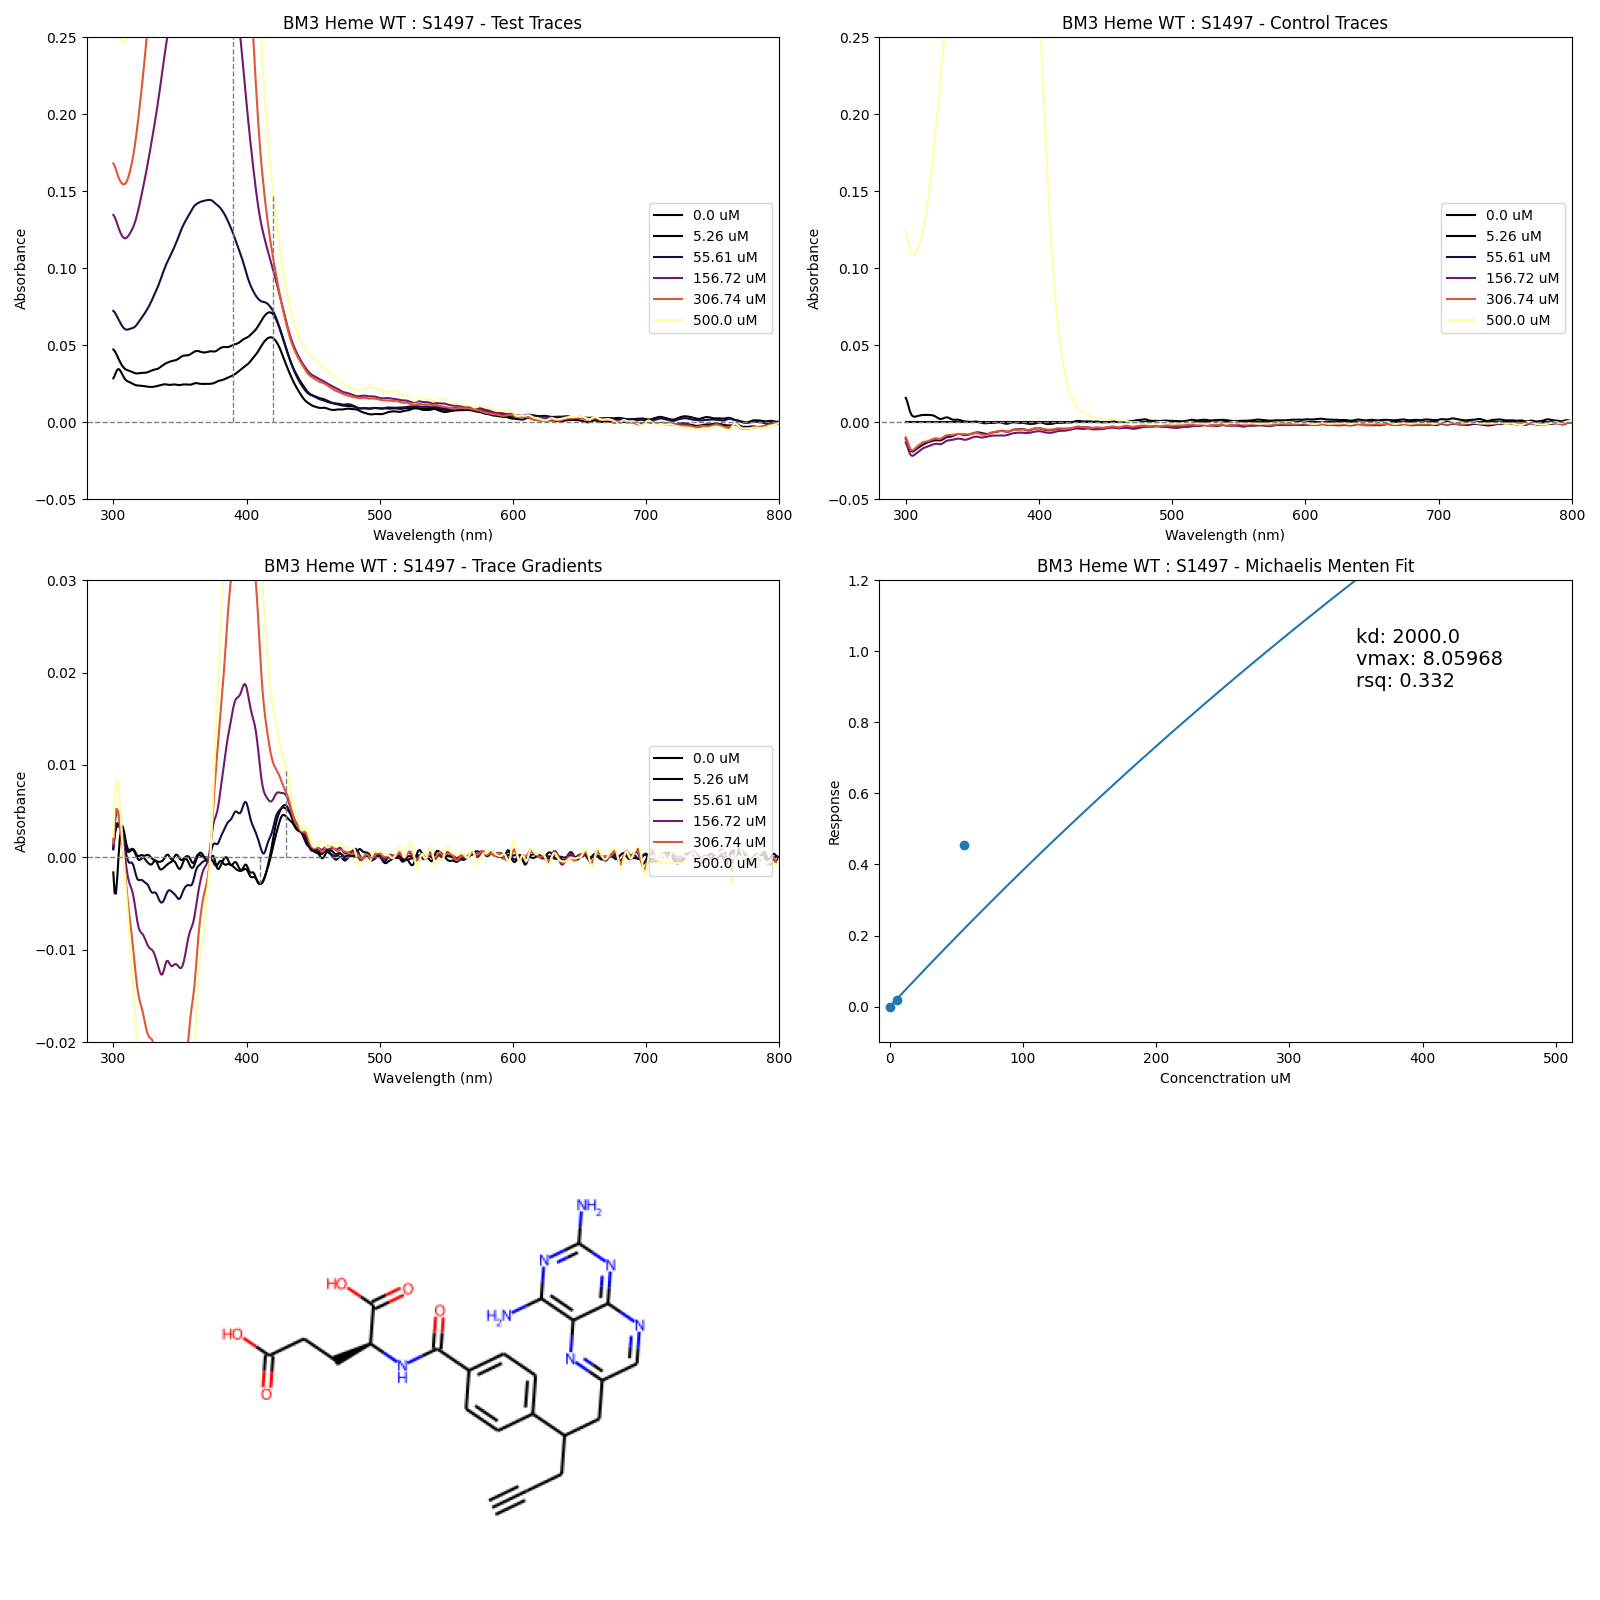 BM3 Heme WT : S1497 - Test Traces
0.25
0.20
0.15
0.10
0.05
0.00
−0.05
Absorbance
300 400 500 600 700 800
Wavelength (nm)
0.0 uM
5.26 uM
55.61 uM
156.72 uM
306.74 uM
500.0 uM
BM3 Heme WT : S1497 - Control Traces
0.25
0.20
0.15
0.10
0.05
0.00
−0.05
Absorbance
300 400 500 600 700 800
Wavelength (nm)
0.0 uM
5.26 uM
55.61 uM
156.72 uM
306.74 uM
500.0 uM
BM3 Heme WT : S1497 - Trace Gradients
0.03
0.02
0.01
0.00
−0.01
−0.02
Absorbance
300 400 500 600 700 800
Wavelength (nm)
0.0 uM
5.26 uM
55.61 uM
156.72 uM
306.74 uM
500.0 uM
BM3 Heme WT : S1497 - Michaelis Menten Fit
1.2
1.0
0.8
0.6
0.4
0.2
0.0
Response
0 100 200 300 400 500
Concenctration uM
kd: 2000.0
vmax: 8.05968
rsq: 0.332
NH2
N
N
HO
O
O
H2N
N
HO
N
N
H
O